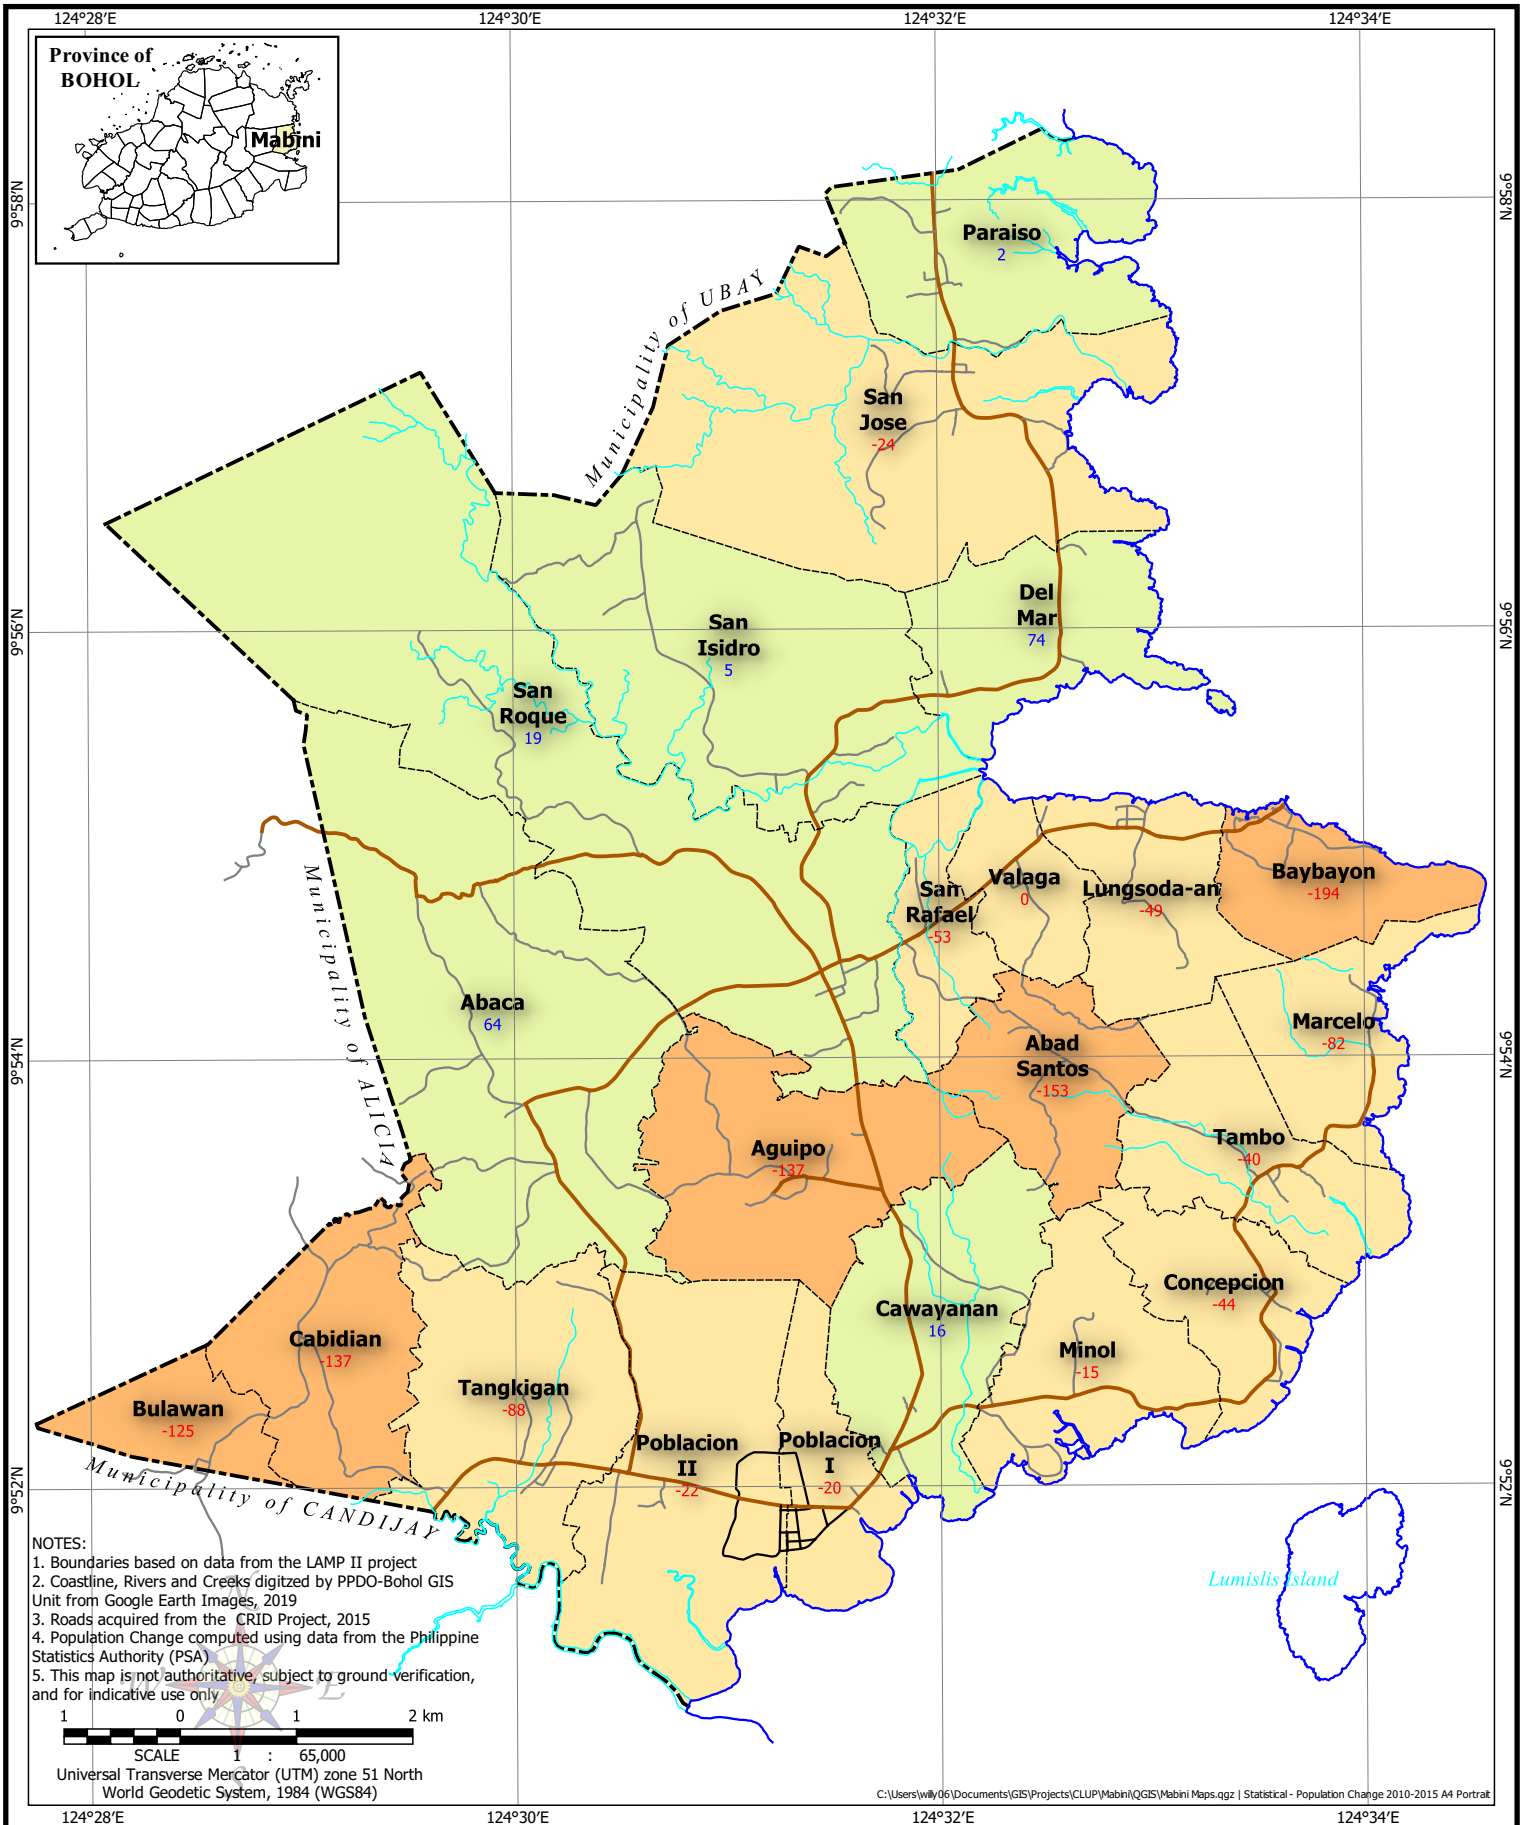 124°28′E
124°30′E
124°32′E
124°34′E
Province of
BOHOL
Mabini
9°58′N
9°58′N
Paraiso
2
Municipality of UBAY
San
Jose
-24
Del
Mar
74
9°56′N
9°56′N
San
Isidro
5
San
Roque
19
Baybayon
-194
Valaga
0
Lungsoda-an
-49
San
Rafael
-53
Municipality of ALICIA
Abaca
64
Marcelo
-82
Abad
Santos
-153
9°54′N
9°54′N
Aguipo
-137
Tambo
-40
Concepcion
-44
Cawayanan
16
Cabidian
-137
Minol
-15
Tangkigan
-88
Bulawan
-125
Poblacion
II
-22
Poblacion
I
-20
9°52′N
9°52′N
Municipality of CANDIJAY
Lumislis Island
NOTES:
1. Boundaries based on data from the LAMP II project
2. Coastline, Rivers and Creeks digitzed by PPDO-Bohol GIS
Unit from Google Earth Images, 2019
3. Roads acquired from the CRID Project, 2015
4. Population Change computed using data from the Philippine
Statistics Authority (PSA)
5. This map is not authoritative, subject to ground verification,
and for indicative use only
N
W
E
S
1 0 1 2 km
SCALE 1 : 65,000
Universal Transverse Mercator (UTM) zone 51 North
World Geodetic System, 1984 (WGS84)
C:\Users\willy06\Documents\GIS\Projects\CLUP\Mabini\QGIS\Mabini Maps.qgz | Statistical - Population Change 2010-2015 A4 Portrait
124°28′E
124°30′E
124°32′E
124°34′E